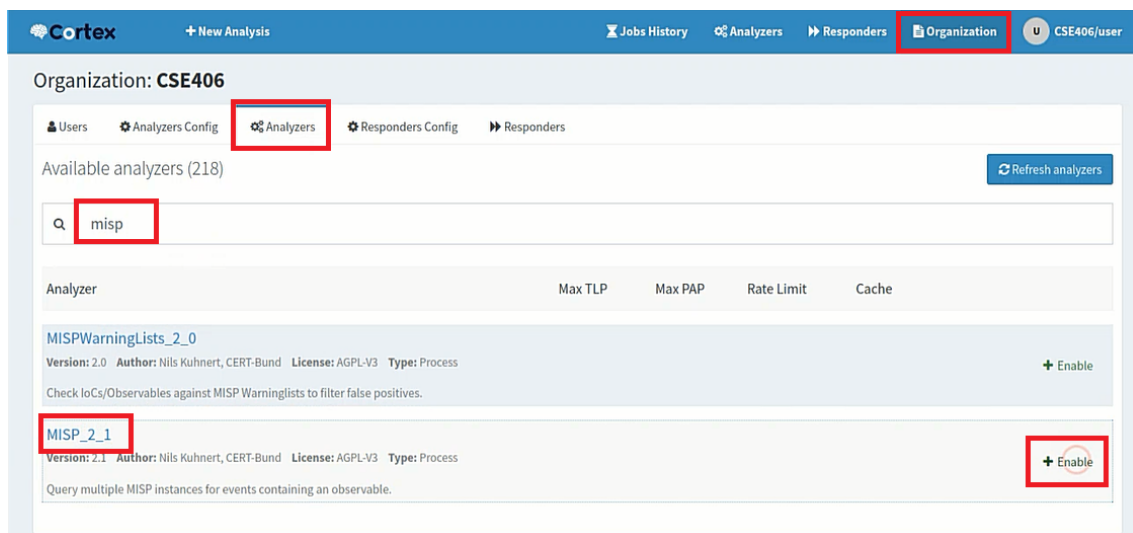 Cortex + New Analysis Jobs History Analyzers Responders Organization U CSE406/user
Organization: CSE406
Users Analyzers Config Analyzers Responders Config Responders
Available analyzers (218) Refresh analyzers
misp
Analyzer Max TLP Max PAP Rate Limit Cache
MISPWarningLists_2_0
Version: 2.0 Author: Nils Kuhnert, CERT-Bund License: AGPL-V3 Type: Process
+ Enable
Check IoCs/Observables against MISP Warninglists to filter false positives.
MISP_2_1
Version: 2.1 Author: Nils Kuhnert, CERT-Bund License: AGPL-V3 Type: Process
+ Enable
Query multiple MISP instances for events containing an observable.